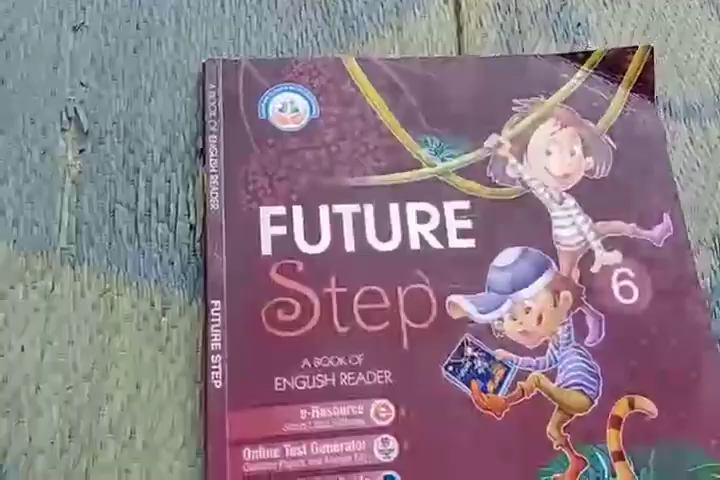 A BOOK OF ENGLISH READER
FUTURE STEP
FUTURE
Step
6
A BOOK OF
ENGLISH READER
e-Resource
Online Test Generator